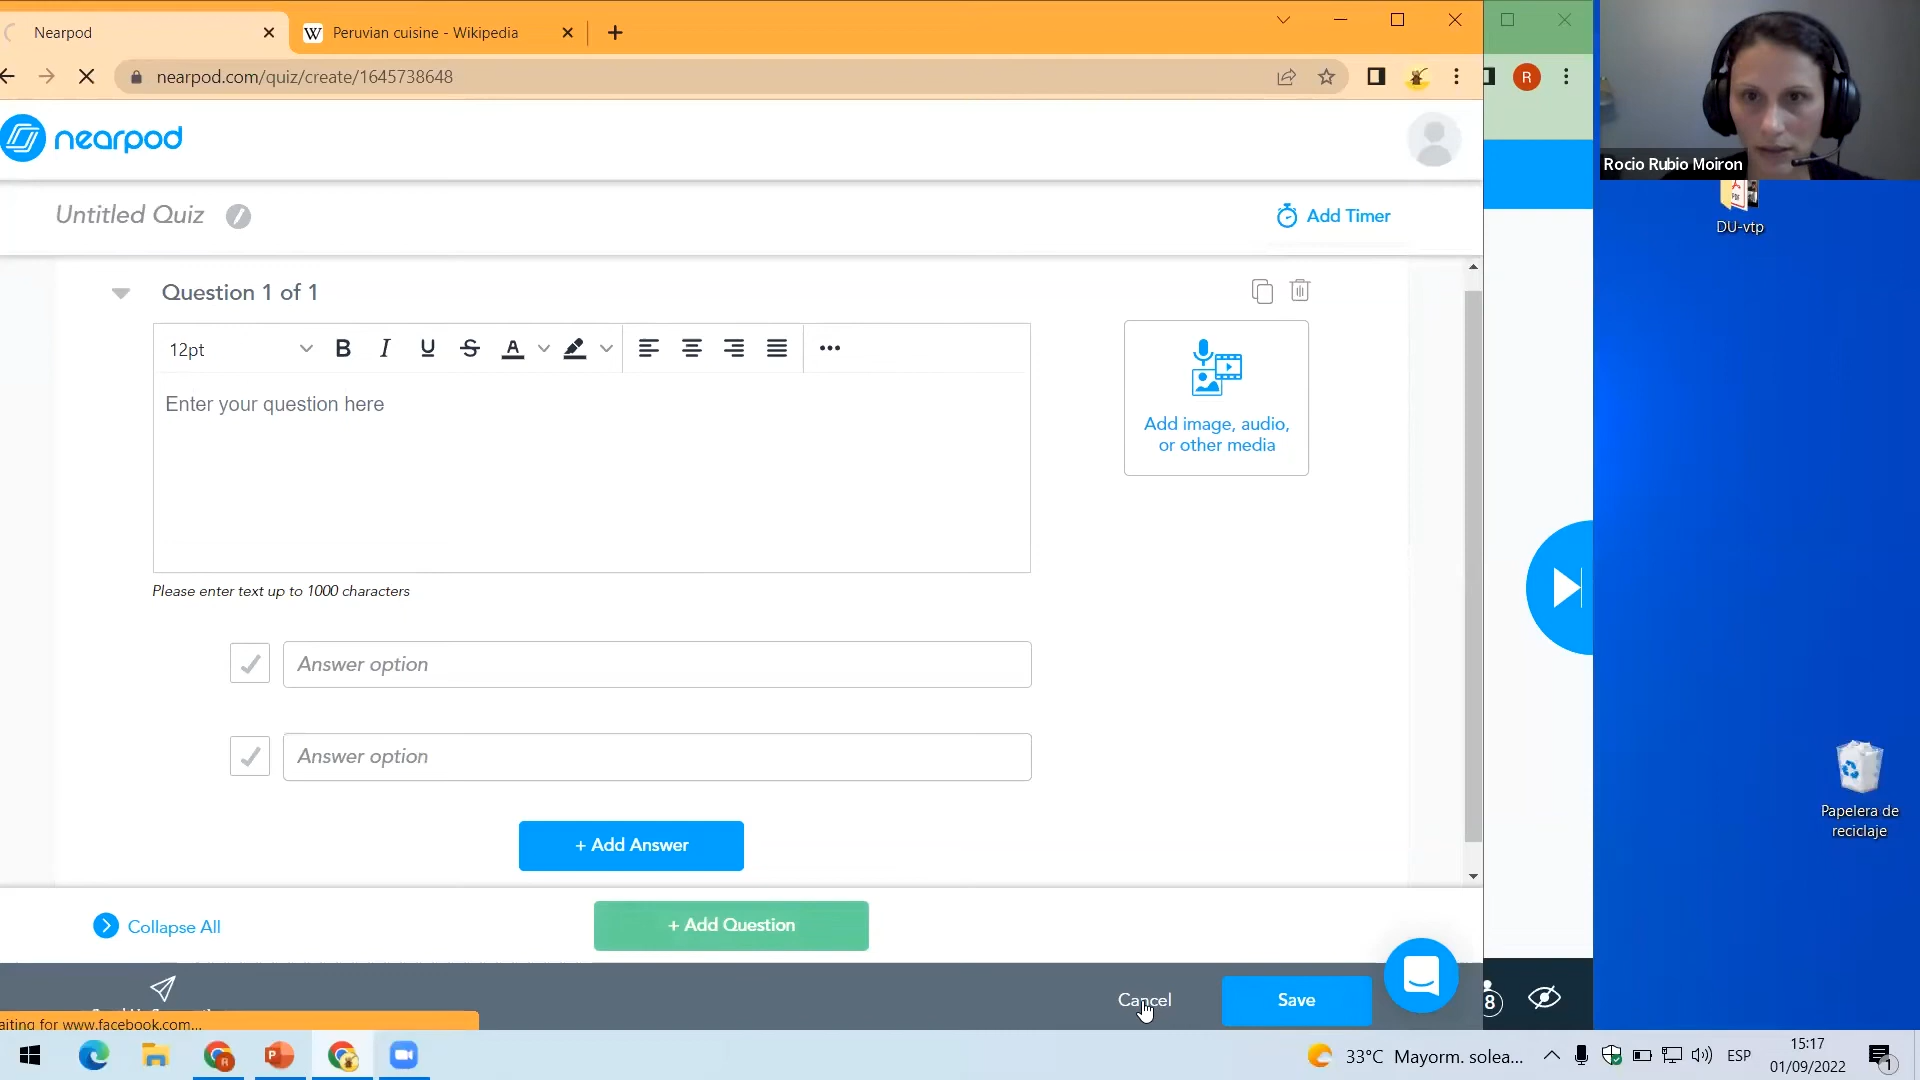 Nearpod
W Peruvian cuisine - Wikipedia
nearpod.com/quiz/create/1645738648
R
nearpod
Rocio Rubio Moiron
Untitled Quiz
Add Timer
DU-vtp
Question 1 of 1
12pt
B I U S A
Enter your question here
Add image, audio,
or other media
Please enter text up to 1000 characters
Answer option
Answer option
+ Add Answer
Papelera de
reciclaje
Collapse All
+ Add Question
Cancel
Save
8
aiting for www.facebook.com...
33°C Mayorm. solea...
ESP
15:17
01/09/2022
1